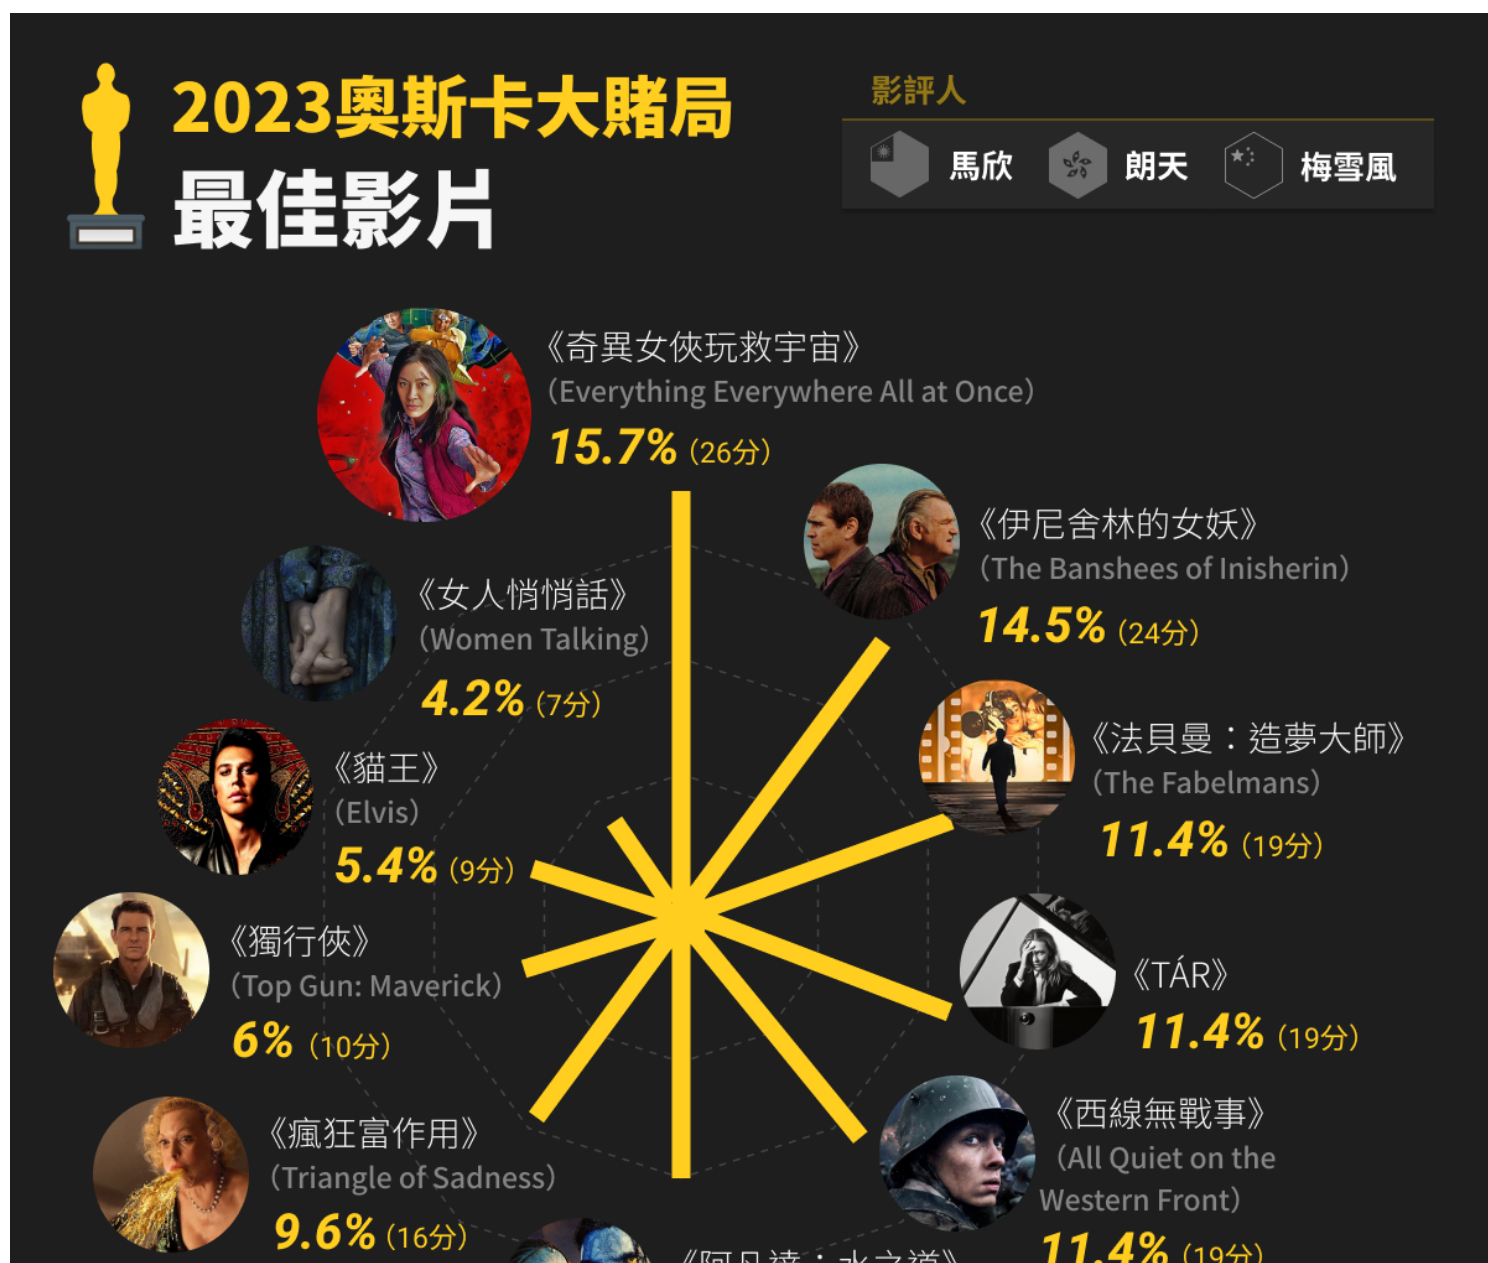 2023奧斯卡大賭局
最佳影片
影評人
馬欣 朗天 梅雪風
《奇異女俠玩救宇宙》
（Everything Everywhere All at Once）
15.7%（26分）
《伊尼舍林的女妖》
（The Banshees of Inisherin）
14.5%（24分）
《女人悄悄話》
（Women Talking）
4.2%（7分）
《法貝曼：造夢大師》
（The Fabelmans）
11.4%（19分）
《貓王》
（Elvis）
5.4%（9分）
《獨行俠》
（Top Gun: Maverick）
6%（10分）
《TÁR》
11.4%（19分）
《瘋狂富作用》
（Triangle of Sadness）
9.6%（16分）
《西線無戰事》
（All Quiet on the
Western Front）
11.4%（19分）
《阿凡達：水之道》